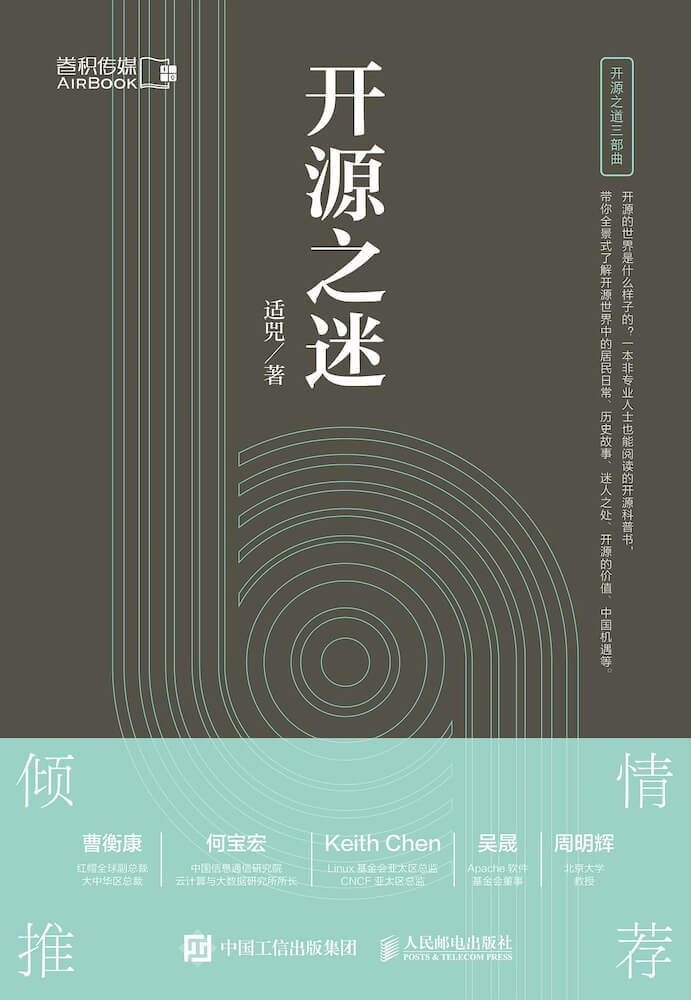 卷积传媒
AIRBOOK
开源之迷
适兕／著
开源之道三部曲
开源的世界是什么样子的？一本非专业人士也能阅读的开源科普书，
带你全景式了解开源世界中的居民日常、历史故事、迷人之处、开源的价值、中国机遇等。
倾情
曹衡康
红帽全球副总裁
大中华区总裁
何宝宏
中国信息通信研究院
云计算与大数据研究所所长
Keith Chen
Linux 基金会亚太区总监
CNCF 亚太区总监
吴晟
Apache 软件
基金会董事
周明辉
北京大学
教授
推荐
中国工信出版集团
人民邮电出版社
POSTS & TELECOM PRESS